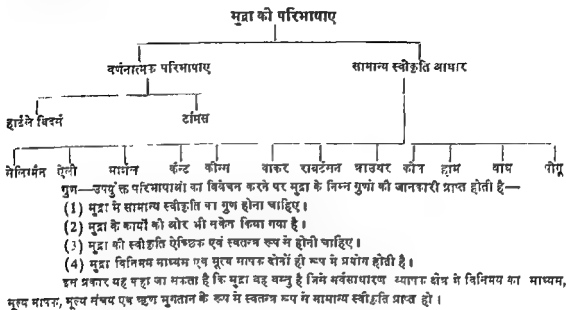 मुद्रा की परिभाषाए
वर्णनात्मक परिभाषाए सामान्य स्वीकृति आधार
हार्टले विदर्स टॉमस
सेलिगमैन ऐली मार्शल केन्ट कीन्स वाकर राबर्टसन क्राउथर कोल हाम वाघ पीगू
गुण—उपर्युक्त परिभाषाओं का विवेचन करने पर मुद्रा के निम्न गुणों की जानकारी प्राप्त होती है—
(1) मुद्रा में सामान्य स्वीकृति का गुण होना चाहिए।
(2) मुद्रा के कार्यों की ओर भी संकेत किया गया है।
(3) मुद्रा की स्वीकृति ऐच्छिक एवं स्वतन्त्र रूप में होनी चाहिए।
(4) मुद्रा विनिमय माध्यम एव मूल्य मापक दोनों ही रूप में प्रयोग होती है।
इस प्रकार यह कहा जा सकता है कि मुद्रा वह वस्तु है जिसे सर्वसाधारण व्यापक क्षेत्र में विनिमय का माध्यम,
मूल्य मापक, मूल्य संचय एव ऋण भुगतान के रूप में स्वतन्त्र रूप में सामान्य स्वीकृति प्राप्त हो।